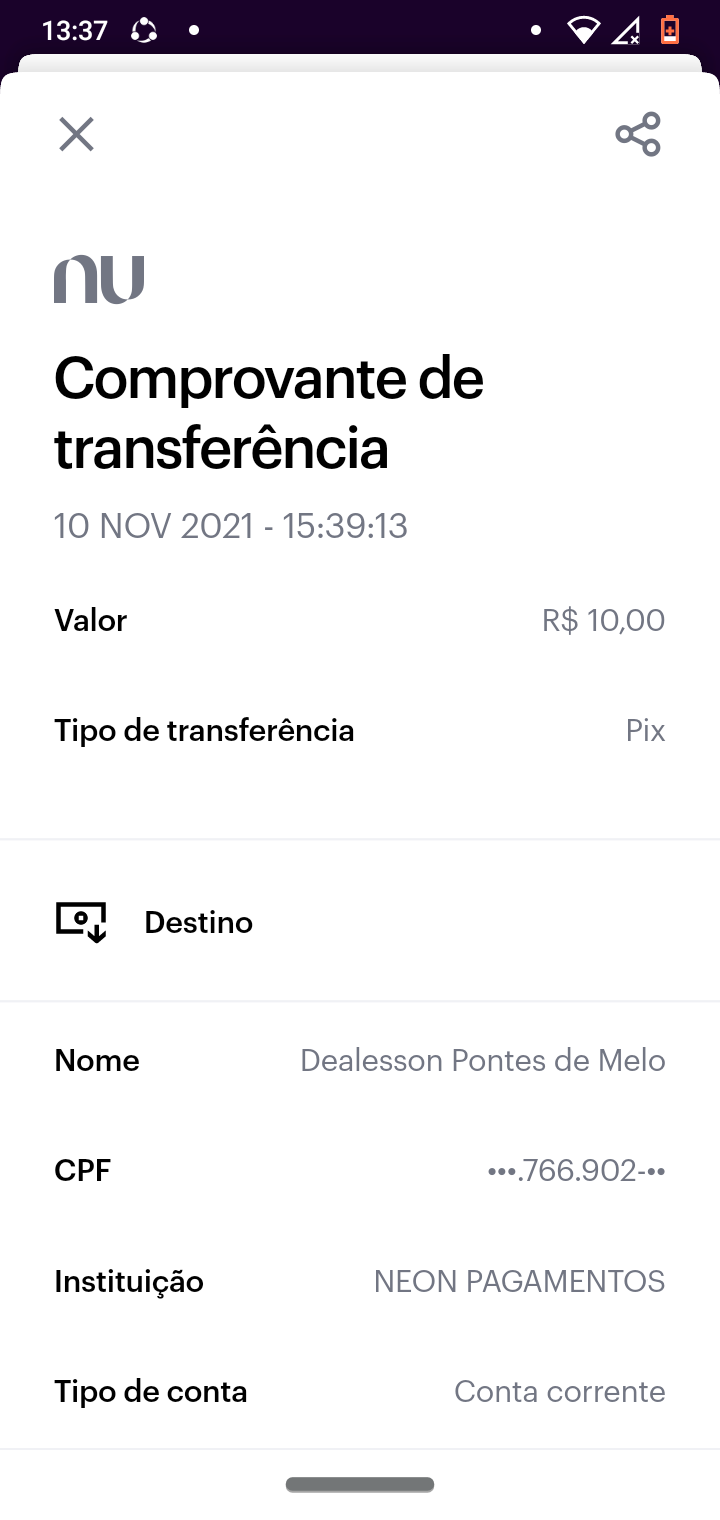 13:37
nu
Comprovante de
transferência
10 NOV 2021 - 15:39:13
Valor R$ 10,00
Tipo de transferência Pix
Destino
Nome Dealesson Pontes de Melo
CPF •••.766.902-••
Instituição NEON PAGAMENTOS
Tipo de conta Conta corrente